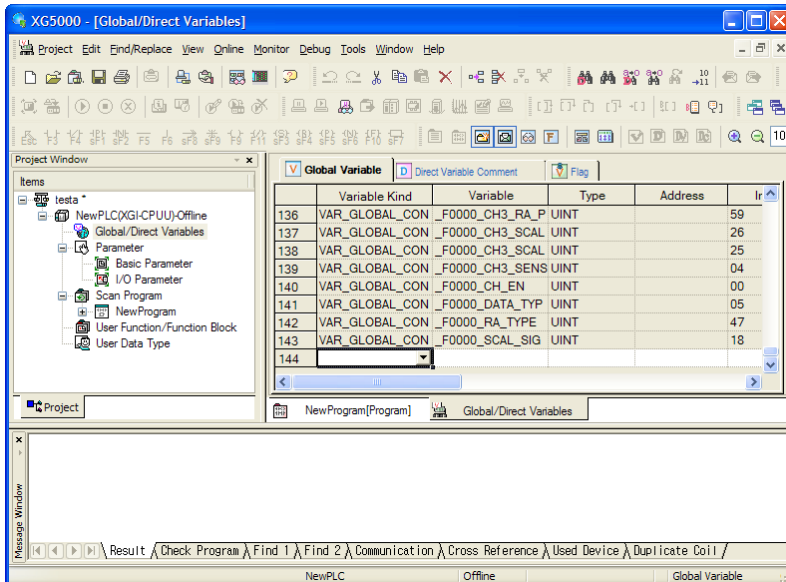 XG5000 - [Global/Direct Variables]
Project Edit Find/Replace View Online Monitor Debug Tools Window Help
Project Window
Items
testa *
NewPLC(XGI-CPUU)-Offline
Global/Direct Variables
Parameter
Basic Parameter
I/O Parameter
Scan Program
NewProgram
User Function/Function Block
User Data Type
Project
Global Variable Direct Variable Comment Flag
Variable Kind Variable Type Address
136 VAR_GLOBAL_CON _F0000_CH3_RA_P UINT 59
137 VAR_GLOBAL_CON _F0000_CH3_SCAL UINT 26
138 VAR_GLOBAL_CON _F0000_CH3_SCAL UINT 25
139 VAR_GLOBAL_CON _F0000_CH3_SENS UINT 04
140 VAR_GLOBAL_CON _F0000_CH_EN UINT 00
141 VAR_GLOBAL_CON _F0000_DATA_TYP UINT 05
142 VAR_GLOBAL_CON _F0000_RA_TYPE UINT 47
143 VAR_GLOBAL_CON _F0000_SCAL_SIG UINT 18
144
NewProgram[Program] Global/Direct Variables
Message Window
Result Check Program Find 1 Find 2 Communication Cross Reference Used Device Duplicate Coil
NewPLC Offline Global Variable